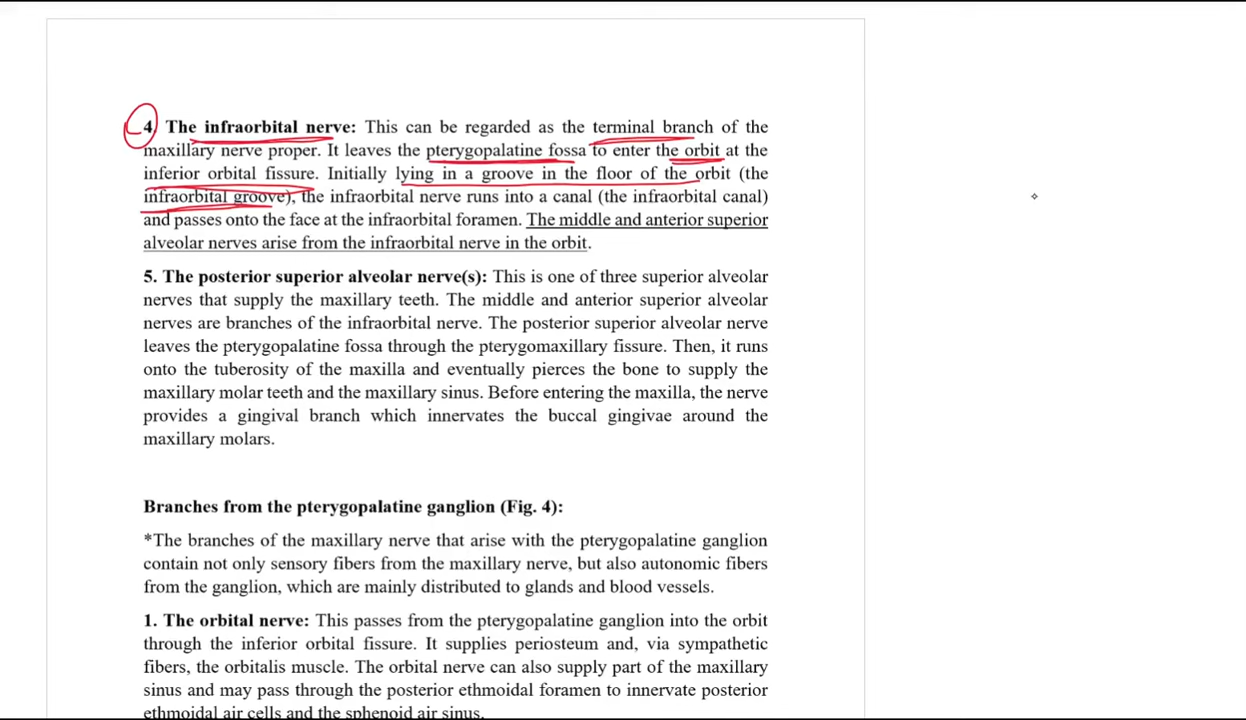 4. The infraorbital nerve: This can be regarded as the terminal branch of the
maxillary nerve proper. It leaves the pterygopalatine fossa to enter the orbit at the
inferior orbital fissure. Initially lying in a groove in the floor of the orbit (the
infraorbital groove), the infraorbital nerve runs into a canal (the infraorbital canal)
and passes onto the face at the infraorbital foramen. The middle and anterior superior
alveolar nerves arise from the infraorbital nerve in the orbit.
5. The posterior superior alveolar nerve(s): This is one of three superior alveolar
nerves that supply the maxillary teeth. The middle and anterior superior alveolar
nerves are branches of the infraorbital nerve. The posterior superior alveolar nerve
leaves the pterygopalatine fossa through the pterygomaxillary fissure. Then, it runs
onto the tuberosity of the maxilla and eventually pierces the bone to supply the
maxillary molar teeth and the maxillary sinus. Before entering the maxilla, the nerve
provides a gingival branch which innervates the buccal gingivae around the
maxillary molars.
Branches from the pterygopalatine ganglion (Fig. 4):
*The branches of the maxillary nerve that arise with the pterygopalatine ganglion
contain not only sensory fibers from the maxillary nerve, but also autonomic fibers
from the ganglion, which are mainly distributed to glands and blood vessels.
1. The orbital nerve: This passes from the pterygopalatine ganglion into the orbit
through the inferior orbital fissure. It supplies periosteum and, via sympathetic
fibers, the orbitalis muscle. The orbital nerve can also supply part of the maxillary
sinus and may pass through the posterior ethmoidal foramen to innervate posterior
ethmoidal air cells and the sphenoid air sinus.